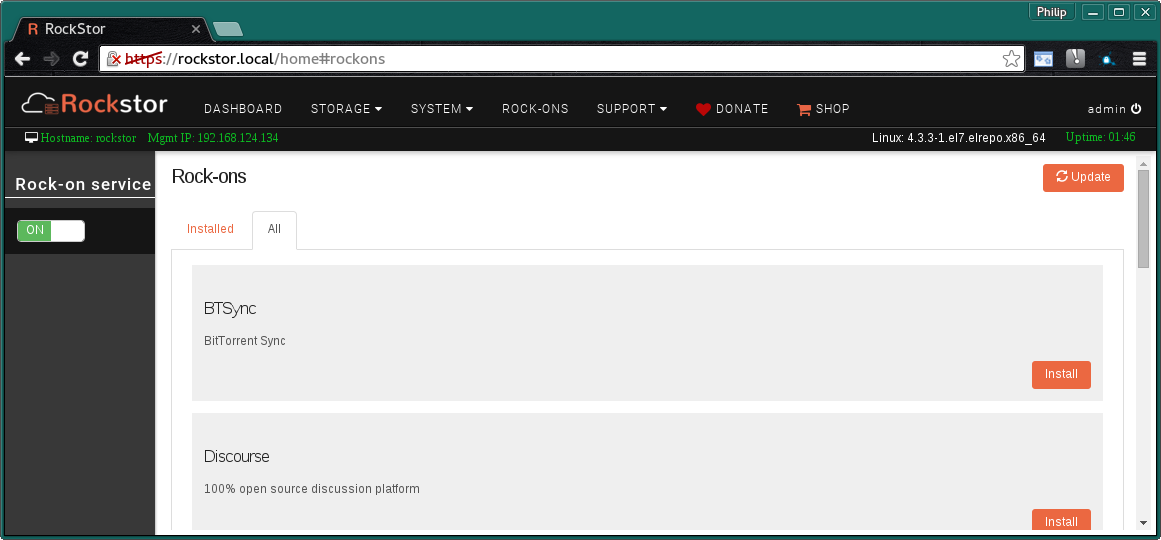 Philip
R RockStor
https://rockstor.local/home#rockons
Rockstor DASHBOARD STORAGE SYSTEM ROCK-ONS SUPPORT DONATE SHOP admin
Hostname: rockstor Mgmt IP: 192.168.124.134 Linux: 4.3.3-1.el7.elrepo.x86_64 Uptime: 01:46
Rock-on service
ON
Rock-ons
Update
Installed All
BTSync
BitTorrent Sync
Install
Discourse
100% open source discussion platform
Install